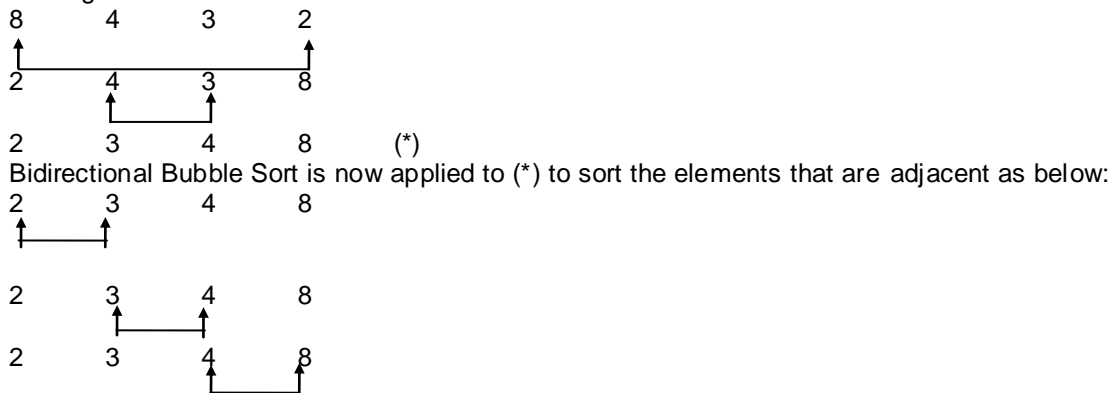 8 4 3 2
2 4 3 8
2 3 4 8 (*)
Bidirectional Bubble Sort is now applied to (*) to sort the elements that are adjacent as below:
2 3 4 8
2 3 4 8
2 3 4 8